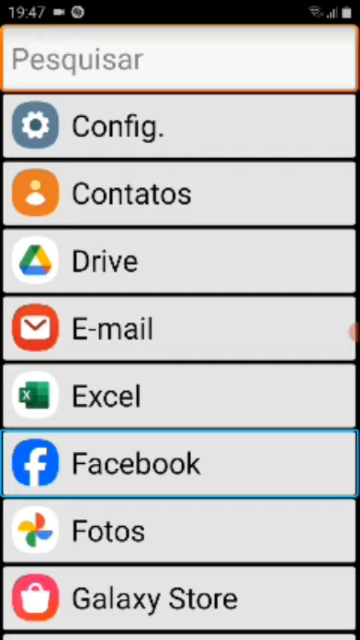 19:47
Pesquisar
Config.
Contatos
Drive
E-mail
Excel
Facebook
Fotos
Galaxy Store